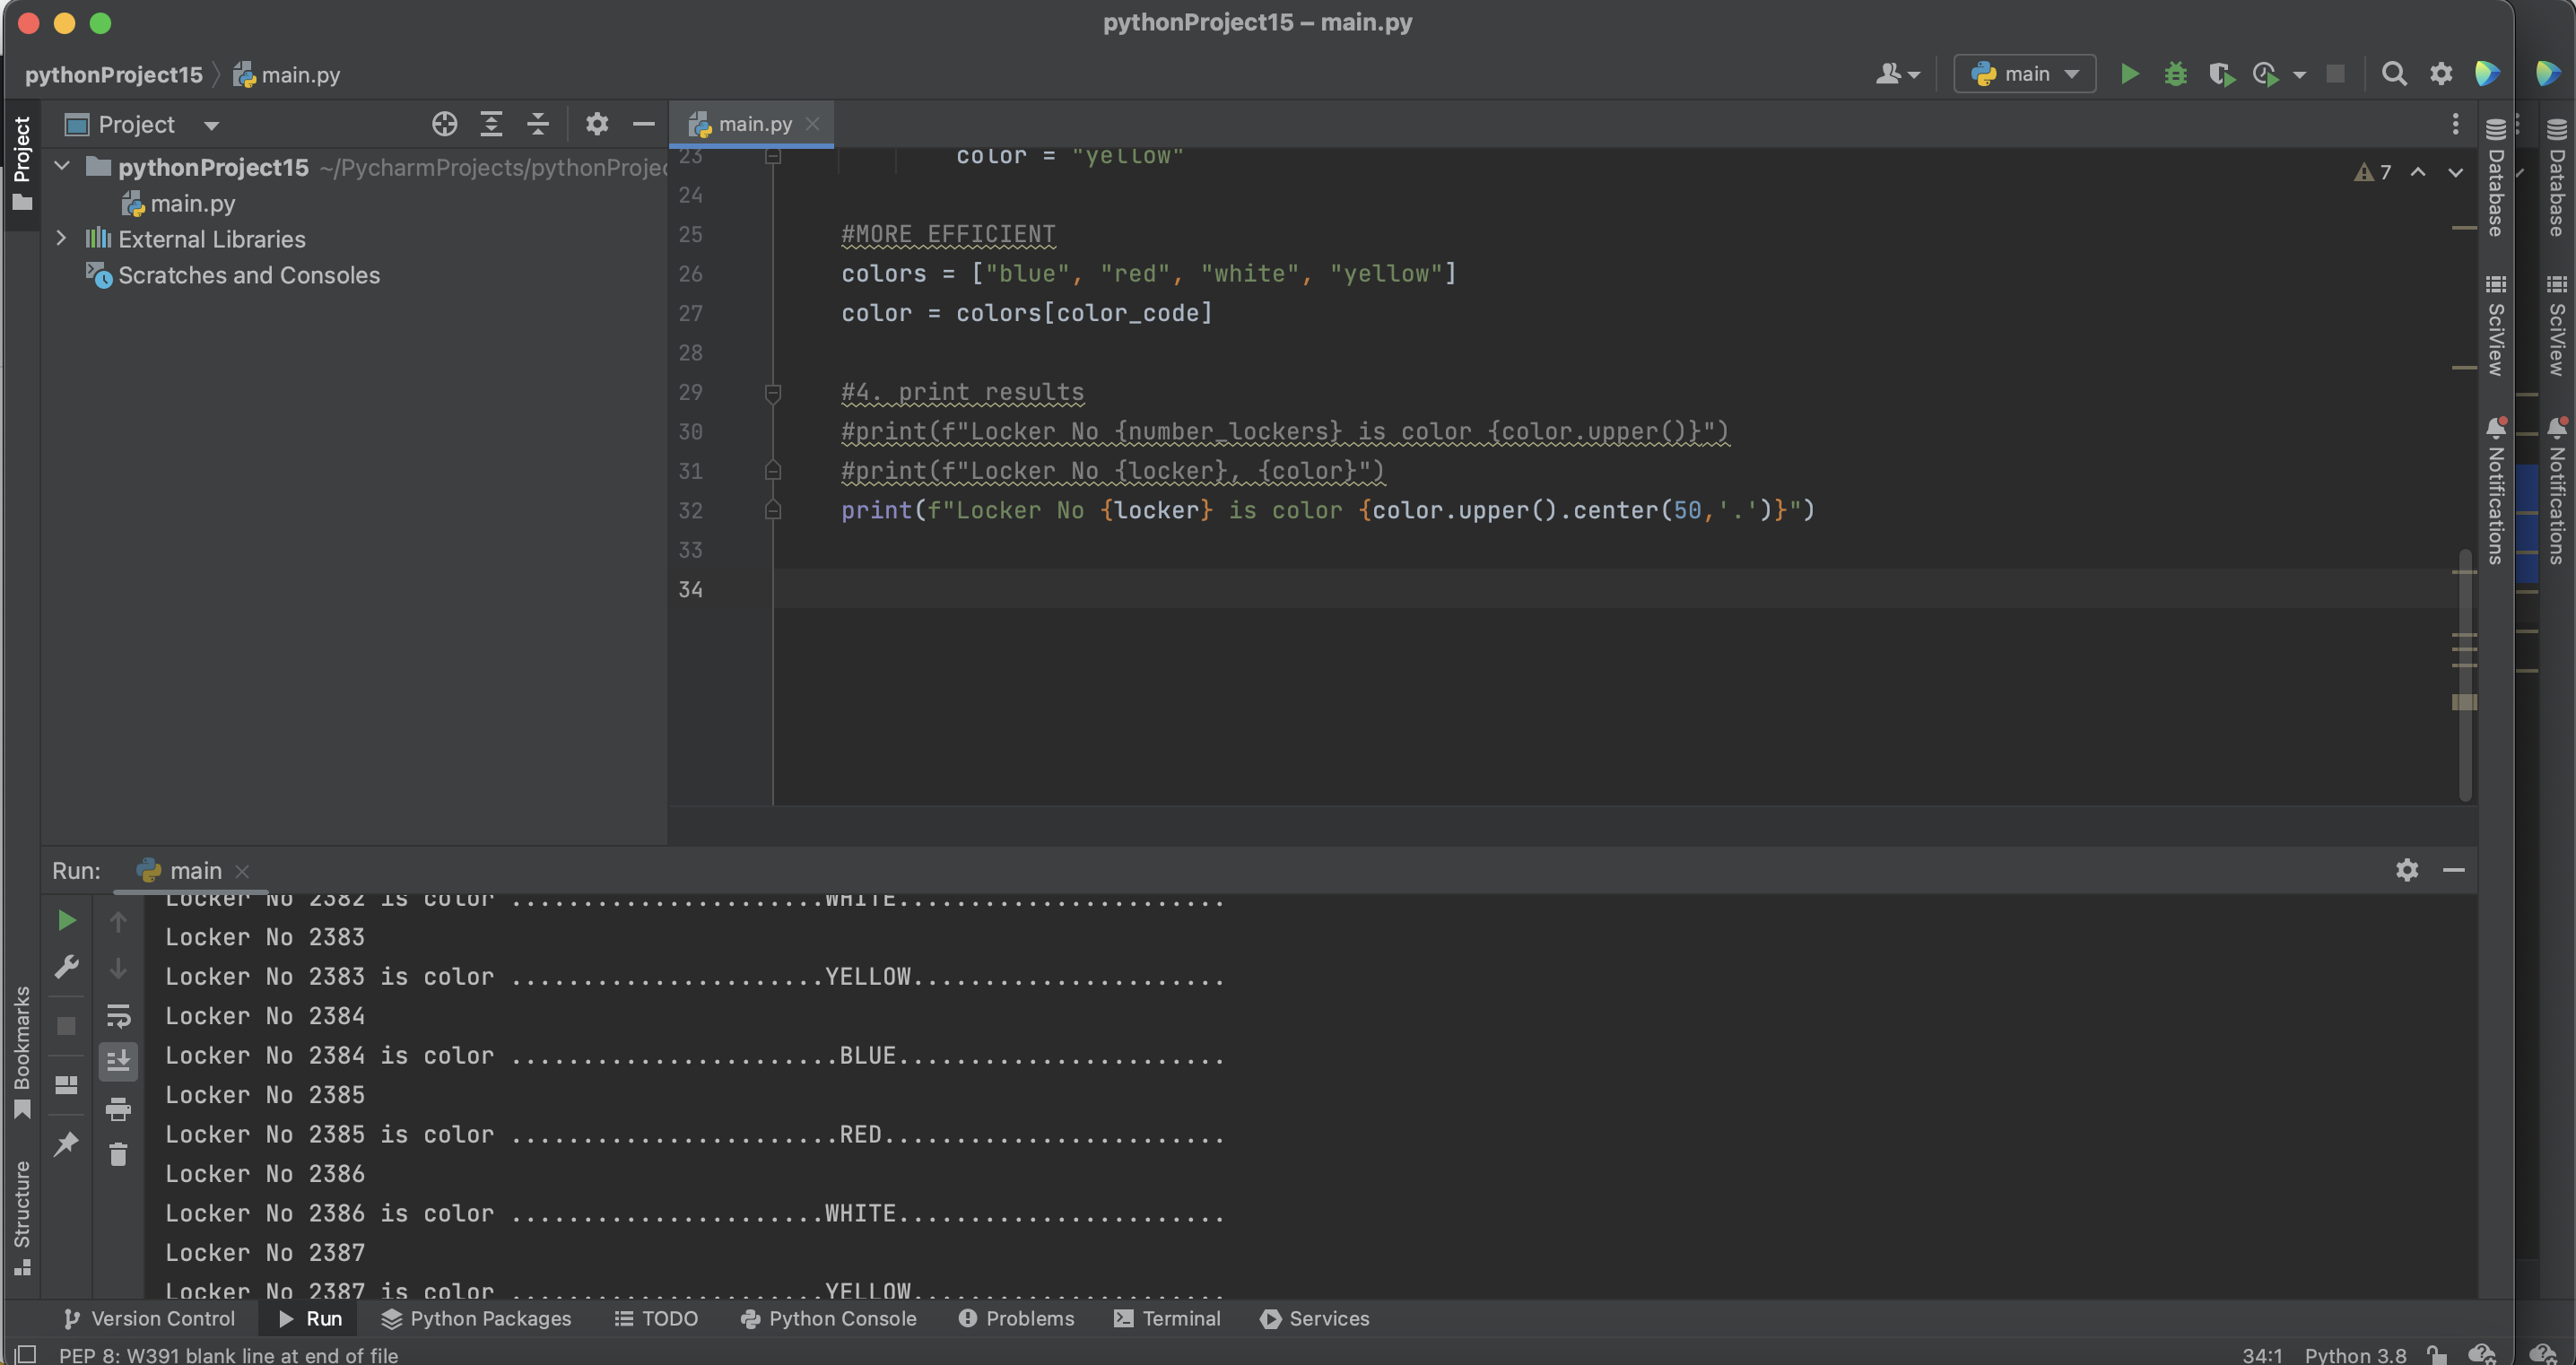 pythonProject15 – main.py
pythonProject15 main.py
main
Project
Project
main.py
pythonProject15 ~/PycharmProjects/pythonProjec
main.py
External Libraries
Scratches and Consoles
7
23 color = "yellow"
24
25 #MORE EFFICIENT
26 colors = ["blue", "red", "white", "yellow"]
27 color = colors[color_code]
28
29 #4. print results
30 #print(f"Locker No {number_lockers} is color {color.upper()}")
31 #print(f"Locker No {locker}, {color}")
32 print(f"Locker No {locker} is color {color.upper().center(50,'.')}")
33
34
Database
SciView
Notifications
Database
SciView
Notifications
Run: main
Locker No 2382 is color ......................WHITE.......................
Locker No 2383
Locker No 2383 is color ......................YELLOW......................
Locker No 2384
Locker No 2384 is color .......................BLUE.......................
Locker No 2385
Locker No 2385 is color .......................RED........................
Locker No 2386
Locker No 2386 is color ......................WHITE.......................
Locker No 2387
Locker No 2387 is color ......................YELLOW......................
Bookmarks
Structure
Version Control Run Python Packages TODO Python Console Problems Terminal Services
PEP 8: W391 blank line at end of file
34:1 Python 3.8